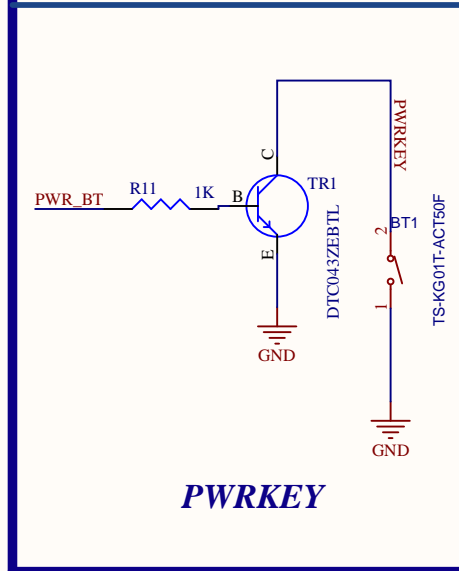 C
PWRKEY
R11
1K
TR1
PWR_BT
B
E
DTC043ZEBTL
2
BT1
TS-KG01T-ACT50F
1
GND
GND
PWRKEY